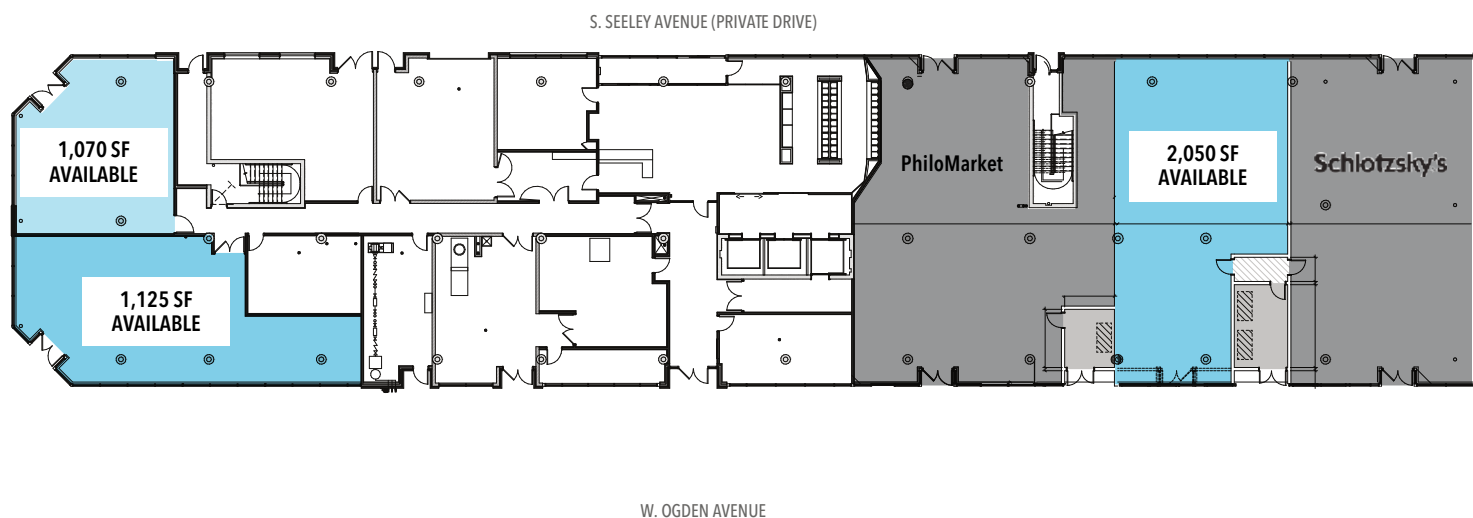 S. SEELEY AVENUE (PRIVATE DRIVE)
1,070 SF
AVAILABLE
PhiloMarket
2,050 SF
AVAILABLE
Schlotzsky's
1,125 SF
AVAILABLE
W. OGDEN AVENUE